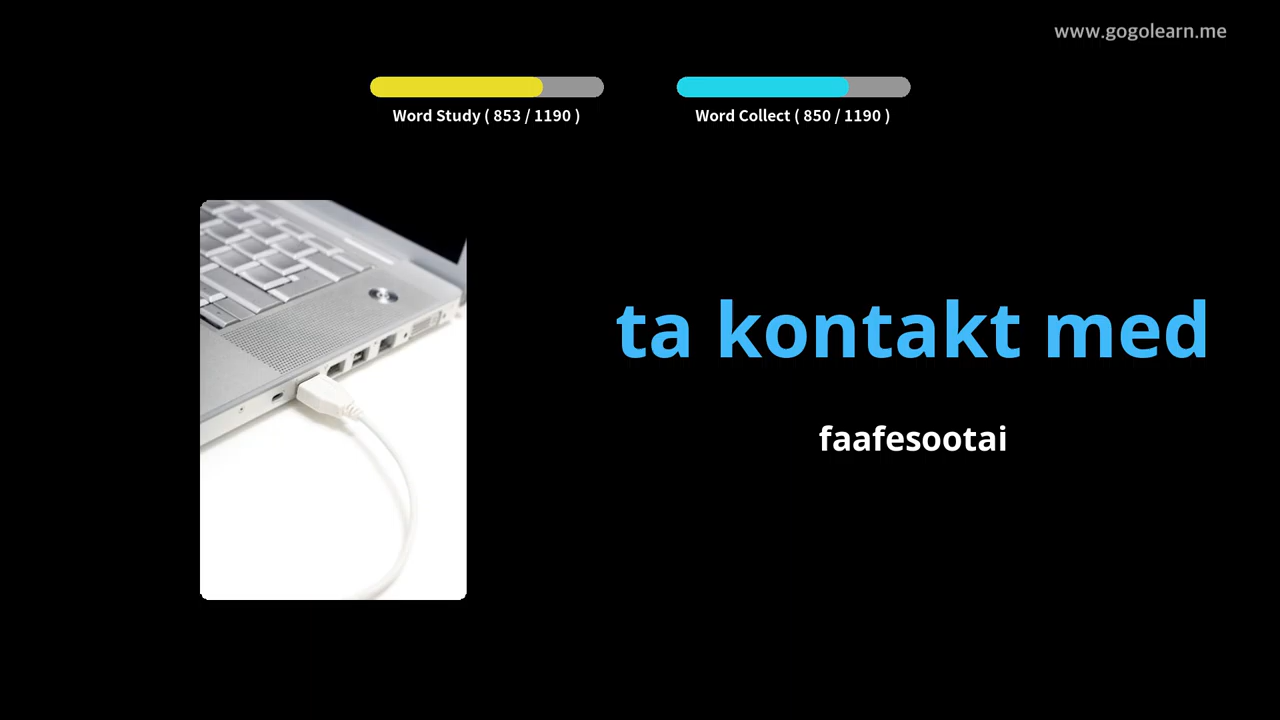 www.gogolearn.me
Word Study ( 853 / 1190 )
Word Collect ( 850 / 1190 )
ta kontakt med
faafesootai